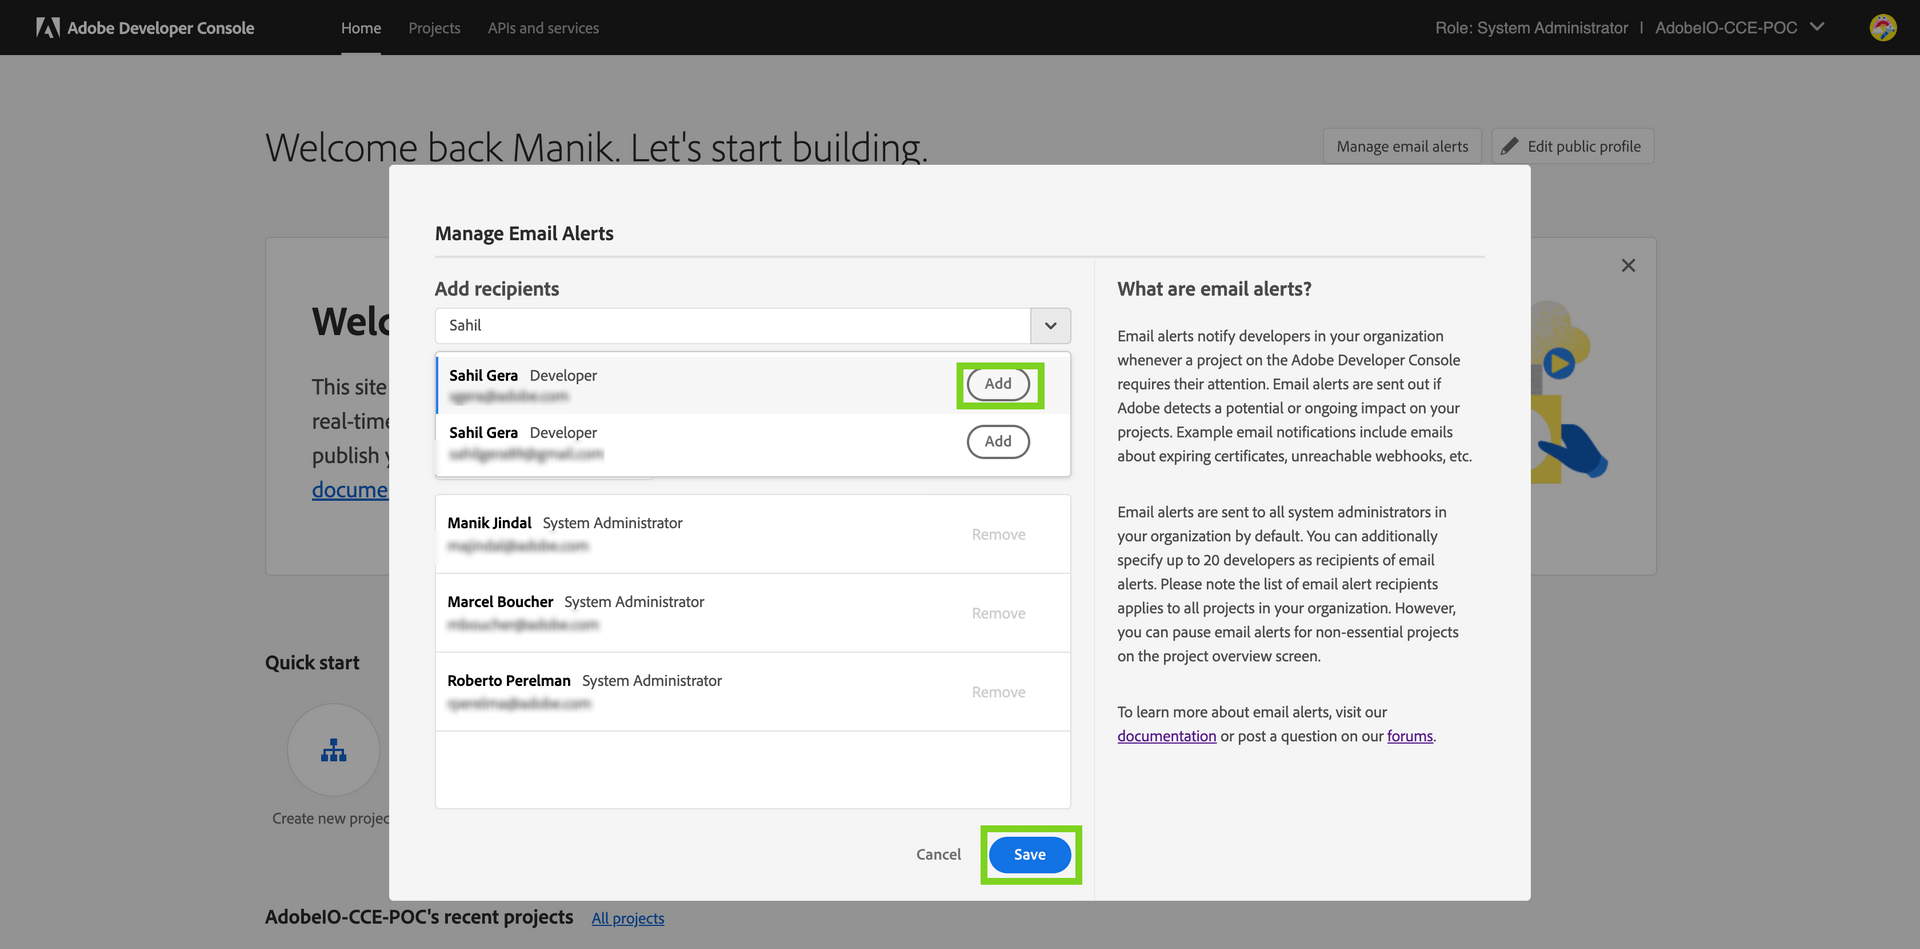 Adobe Developer Console
Home
Projects
APIs and services
Role: System Administrator | AdobeIO-CCE-POC
Welcome back Manik. Let's start building.
Manage email alerts
Edit public profile
Welc
This site
real-time
publish y
docume
Manage Email Alerts
Add recipients
Sahil
Sahil Gera Developer
Add
Sahil Gera Developer
Add
Manik Jindal System Administrator
Remove
Marcel Boucher System Administrator
Remove
Roberto Perelman System Administrator
Remove
Cancel
Save
What are email alerts?
Email alerts notify developers in your organization
whenever a project on the Adobe Developer Console
requires their attention. Email alerts are sent out if
Adobe detects a potential or ongoing impact on your
projects. Example email notifications include emails
about expiring certificates, unreachable webhooks, etc.
Email alerts are sent to all system administrators in
your organization by default. You can additionally
specify up to 20 developers as recipients of email
alerts. Please note the list of email alert recipients
applies to all projects in your organization. However,
you can pause email alerts for non-essential projects
on the project overview screen.
To learn more about email alerts, visit our
documentation or post a question on our forums.
Quick start
Create new projec
AdobeIO-CCE-POC's recent projects
All projects